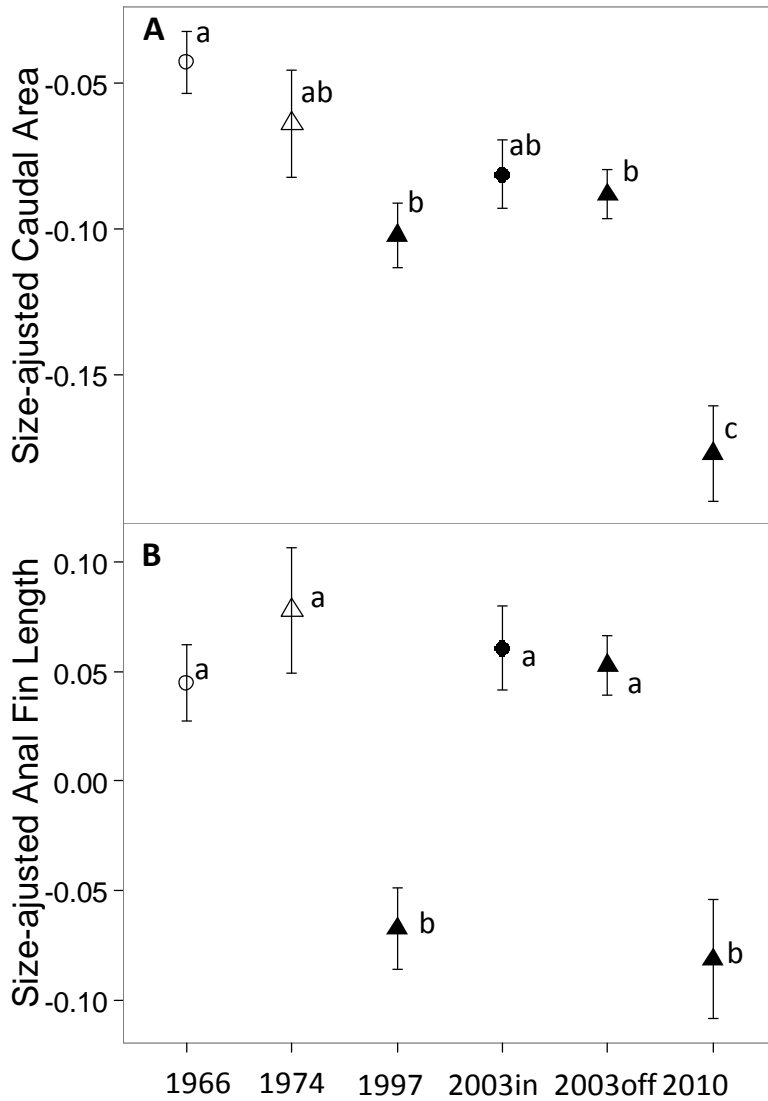 A
Size-ajusted Caudal Area
-0.05
-0.10
-0.15
a
ab
b
ab
b
c
B
Size-ajusted Anal Fin Length
0.10
0.05
0.00
-0.05
-0.10
a
a
b
a
a
b
1966 1974 1997 2003in 2003off 2010